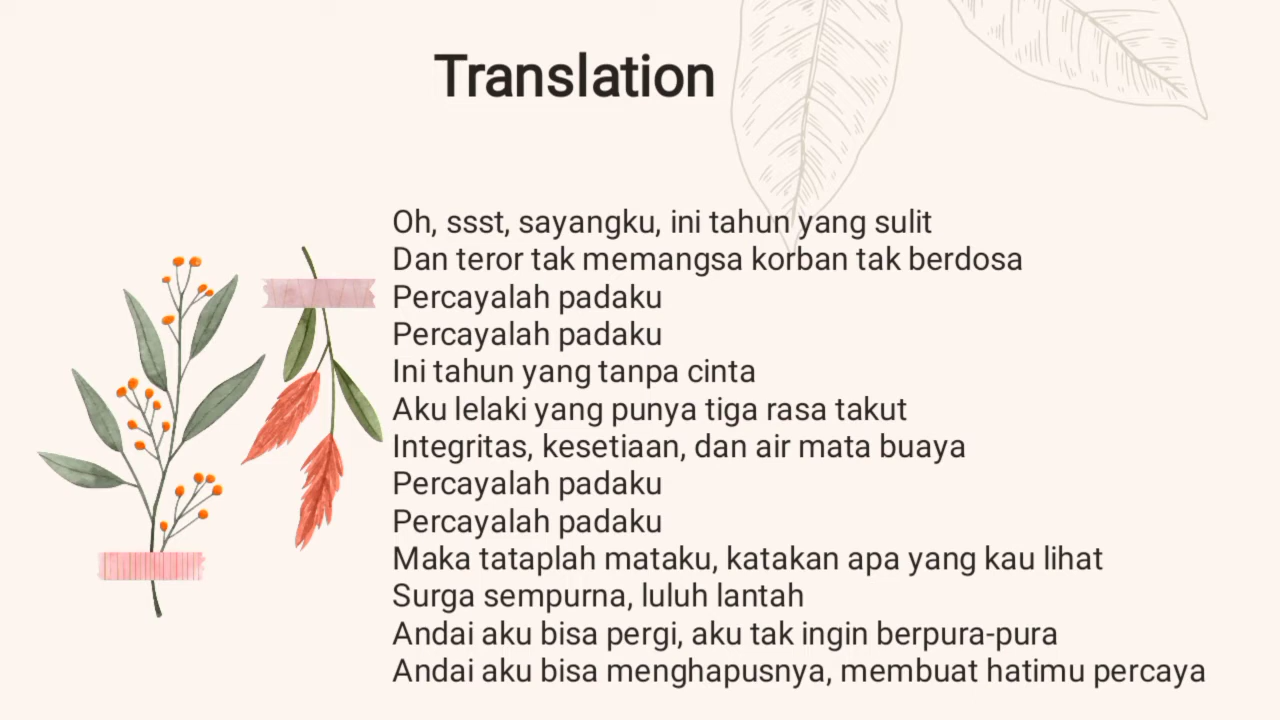 Translation
Oh, ssst, sayangku, ini tahun yang sulit
Dan teror tak memangsa korban tak berdosa
Percayalah padaku
Percayalah padaku
Ini tahun yang tanpa cinta
Aku lelaki yang punya tiga rasa takut
Integritas, kesetiaan, dan air mata buaya
Percayalah padaku
Percayalah padaku
Maka tataplah mataku, katakan apa yang kau lihat
Surga sempurna, luluh lantah
Andai aku bisa pergi, aku tak ingin berpura-pura
Andai aku bisa menghapusnya, membuat hatimu percaya